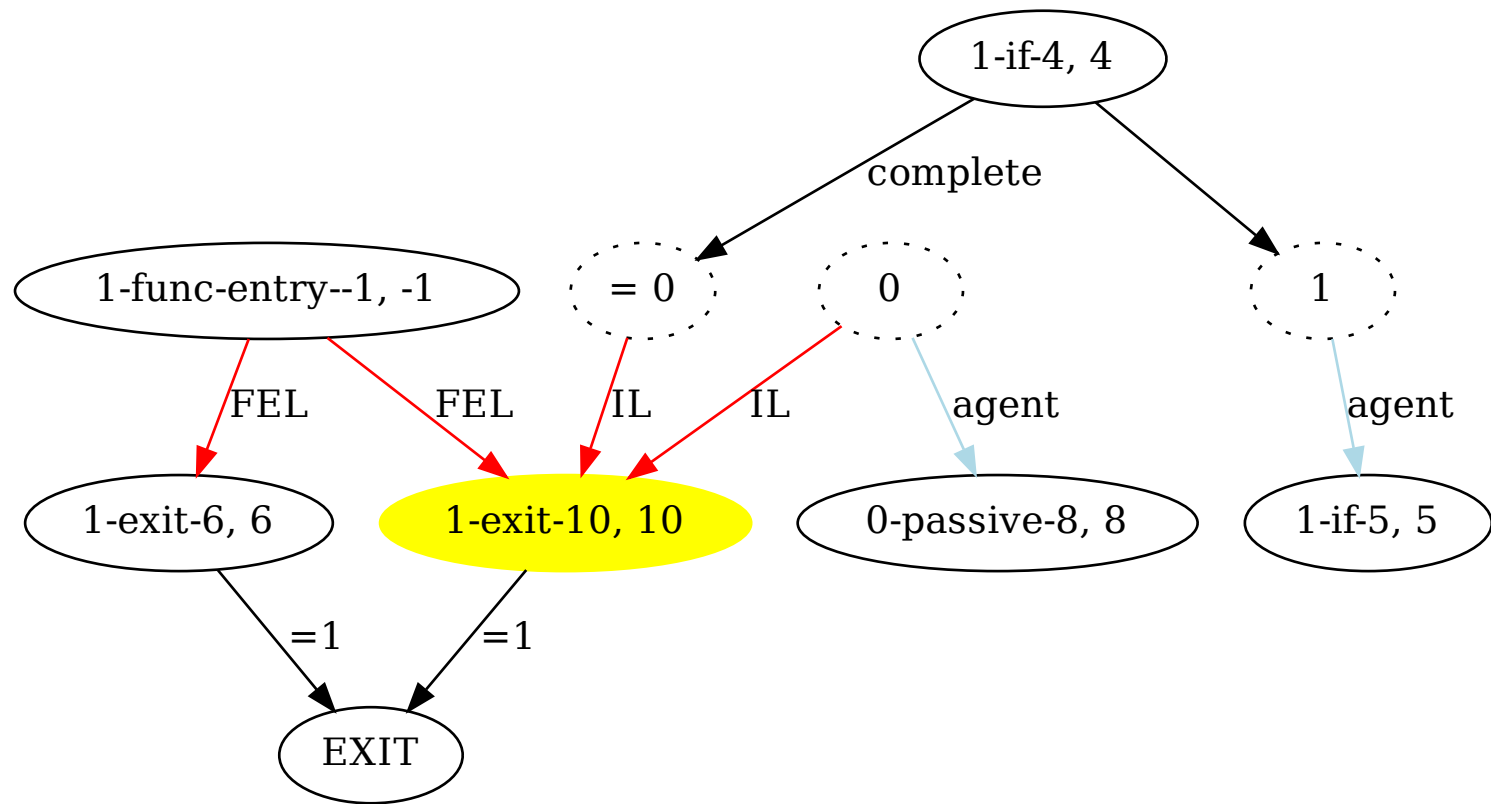 1-if-4, 4
complete
1-func-entry--1, -1
= 0
0
1
FEL
FEL
IL
IL
agent
agent
1-exit-6, 6
1-exit-10, 10
0-passive-8, 8
1-if-5, 5
=1
=1
EXIT